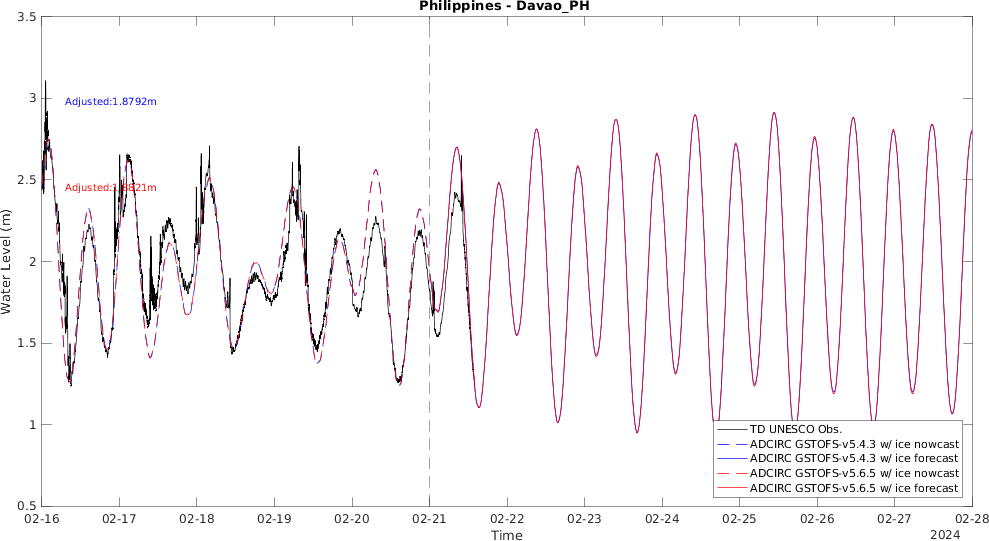 Philippines - Davao_PH
3.5
3
2.5
2
1.5
1
0.5
Water Level (m)
Adjusted:1.8792m
Adjusted:1.8821m
TD UNESCO Obs.
ADCIRC GSTOFS-v5.4.3 w/ ice nowcast
ADCIRC GSTOFS-v5.4.3 w/ ice forecast
ADCIRC GSTOFS-v5.6.5 w/ ice nowcast
ADCIRC GSTOFS-v5.6.5 w/ ice forecast
02-16 02-17 02-18 02-19 02-20 02-21 02-22 02-23 02-24 02-25 02-26 02-27 02-28
Time
2024